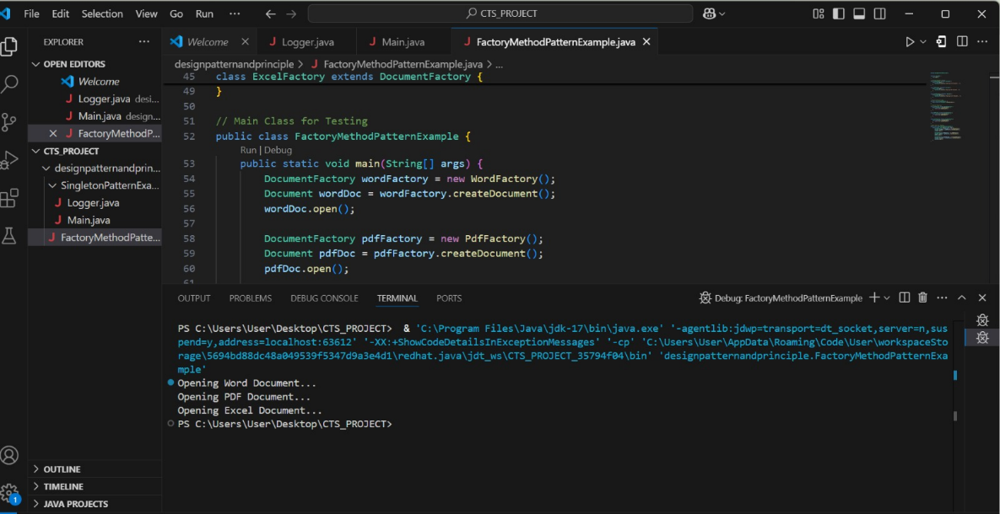 File Edit Selection View Go Run ··· CTS_PROJECT
EXPLORER ···
OPEN EDITORS
Welcome
Logger.java desi...
Main.java design...
FactoryMethodP...
CTS_PROJECT
designpatternandprin...
SingletonPatternExa...
Logger.java
Main.java
FactoryMethodPatte...
OUTLINE
TIMELINE
JAVA PROJECTS
1
Welcome Logger.java Main.java FactoryMethodPatternExample.java
designpatternandprinciple > FactoryMethodPatternExample.java > ...
45 class ExcelFactory extends DocumentFactory {
49 }
50
51 // Main Class for Testing
52 public class FactoryMethodPatternExample {
Run | Debug
53 public static void main(String[] args) {
54 DocumentFactory wordFactory = new WordFactory();
55 Document wordDoc = wordFactory.createDocument();
56 wordDoc.open();
57
58 DocumentFactory pdfFactory = new PdfFactory();
59 Document pdfDoc = pdfFactory.createDocument();
60 pdfDoc.open();
61
OUTPUT PROBLEMS DEBUG CONSOLE TERMINAL PORTS Debug: FactoryMethodPatternExample
PS C:\Users\User\Desktop\CTS_PROJECT> & 'C:\Program Files\Java\jdk-17\bin\java.exe' '-agentlib:jdwp=transport=dt_socket,server=n,sus
pend=y,address=localhost:63612' '-XX:+ShowCodeDetailsInExceptionMessages' '-cp' 'C:\Users\User\AppData\Roaming\Code\User\workspaceSto
rage\5694bd88dc48a049539f5347d9a3e4d1\redhat.java\jdt_ws\CTS_PROJECT_35794f04\bin' 'designpatternandprinciple.FactoryMethodPatternExa
mple'
Opening Word Document...
Opening PDF Document...
Opening Excel Document...
PS C:\Users\User\Desktop\CTS_PROJECT>